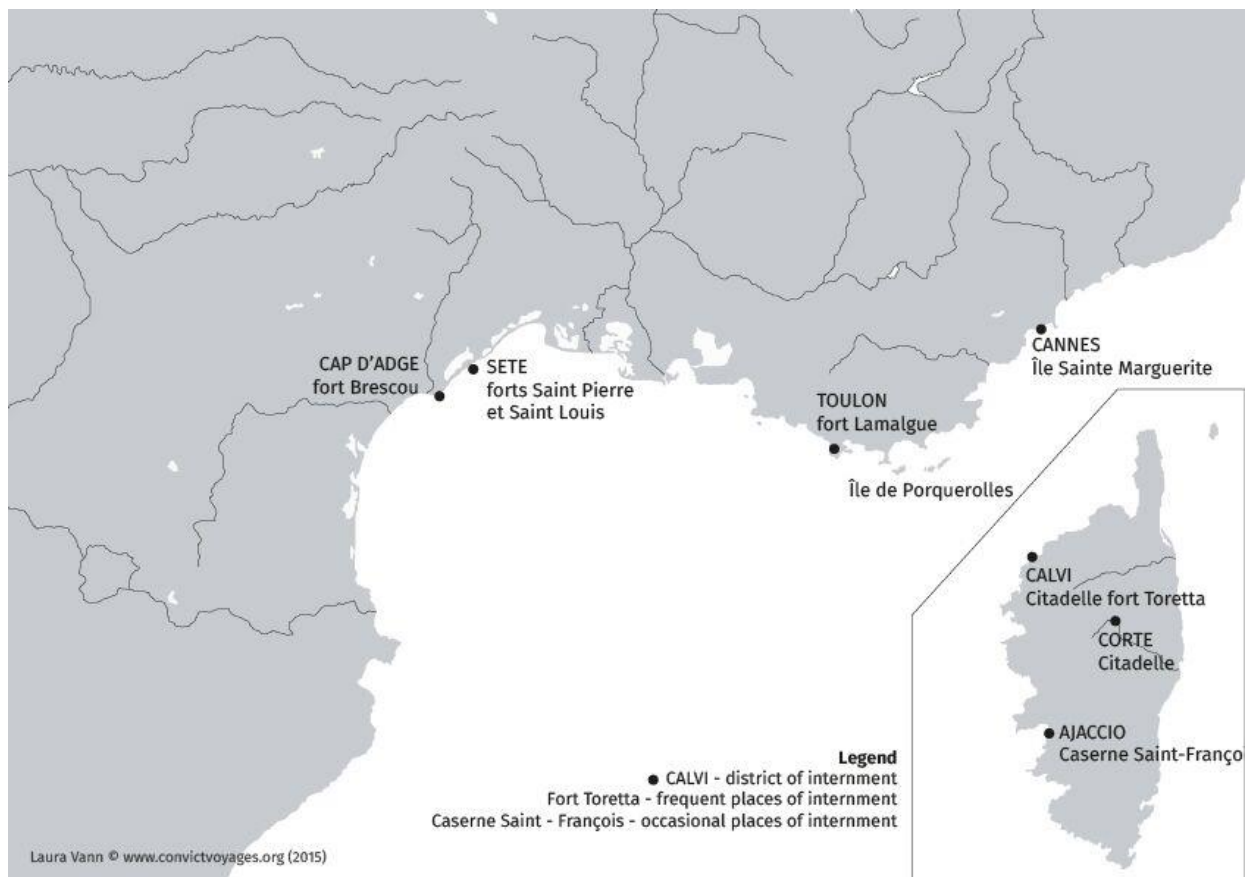 CAP D'ADGE
fort Brescou
SETE
forts Saint Pierre
et Saint Louis
CANNES
Île Sainte Marguerite
TOULON
fort Lamalgue
Île de Porquerolles
CALVI
Citadelle fort Toretta
CORTE
Citadelle
AJACCIO
Caserne Saint-Franço
Legend
CALVI - district of internment
Fort Toretta - frequent places of internment
Caserne Saint - François - occasional places of internment
Laura Vann © www.convictvoyages.org (2015)